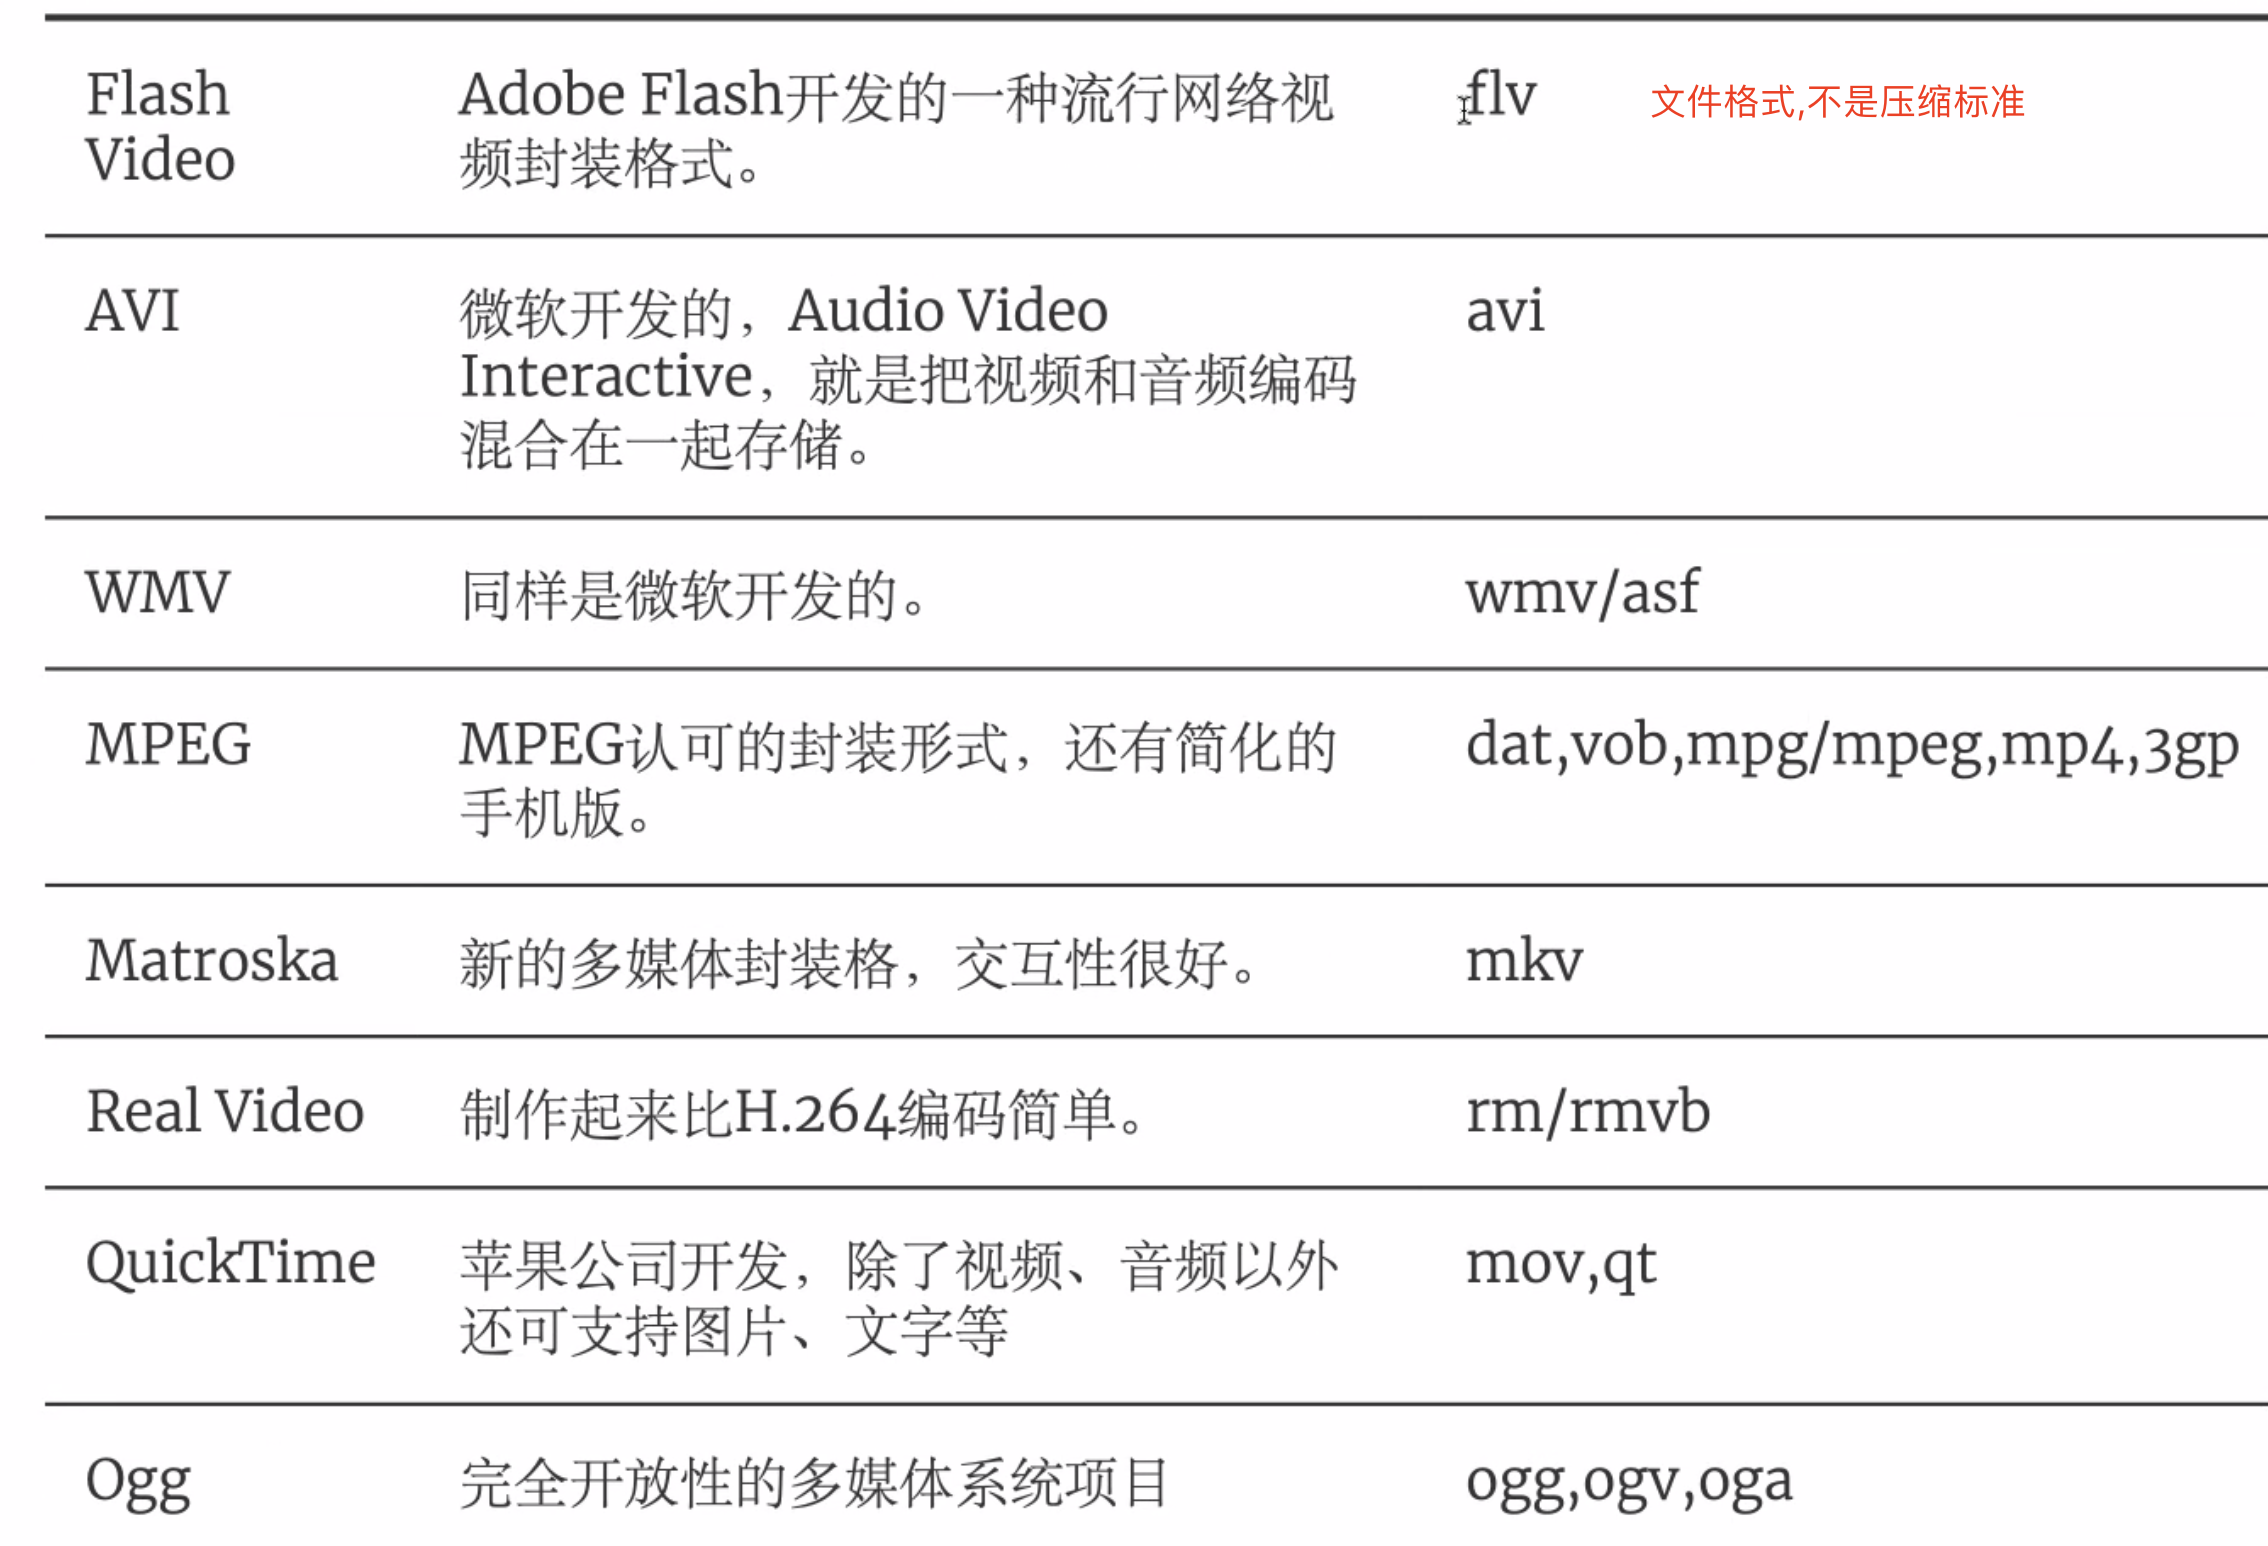 Flash
Video
Adobe Flash开发的一种流行网络视
频封装格式。
flv
文件格式,不是压缩标准
AVI
微软开发的，Audio Video
Interactive，就是把视频和音频编码
混合在一起存储。
avi
WMV
同样是微软开发的。
wmv/asf
MPEG
MPEG认可的封装形式，还有简化的
手机版。
dat,vob,mpg/mpeg,mp4,3gp
Matroska
新的多媒体封装格，交互性很好。
mkv
Real Video
制作起来比H.264编码简单。
rm/rmvb
QuickTime
苹果公司开发，除了视频、音频以外
还可支持图片、文字等
mov,qt
Ogg
完全开放性的多媒体系统项目
ogg,ogv,oga